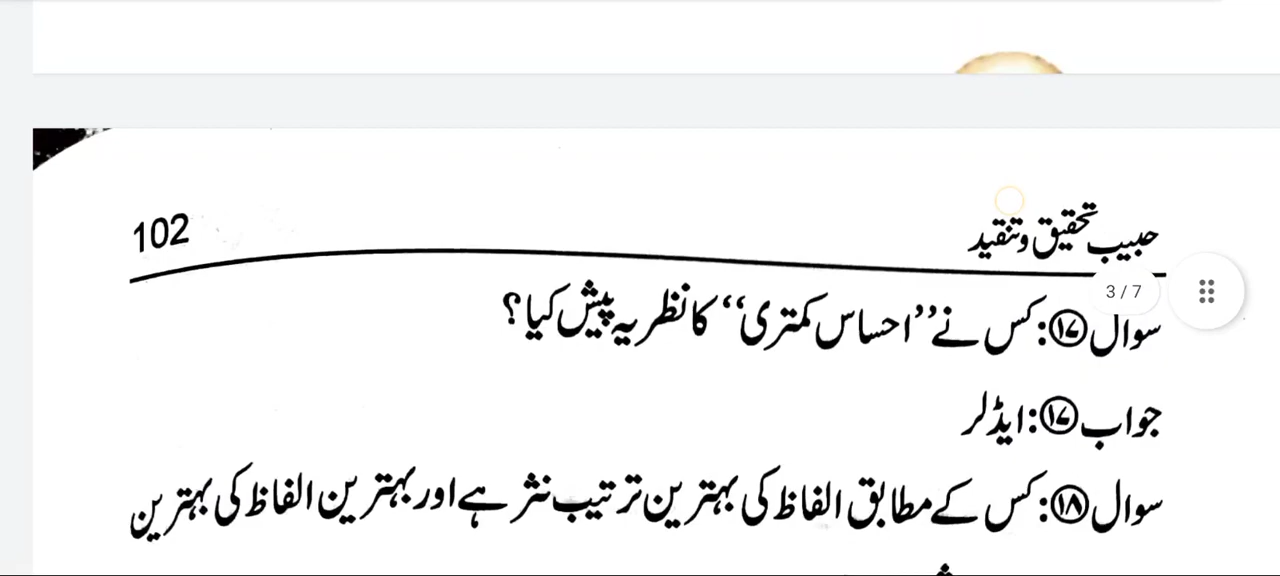 حبیب تحقیق و تنقید
102
3 / 7
سوال ⑰: کس نے ’’احساس کمتری‘‘ کا نظریہ پیش کیا؟
جواب ⑰: ایڈلر
سوال ⑱: کس کے مطابق الفاظ کی بہترین ترتیب نثر ہے اور بہترین الفاظ کی بہترین